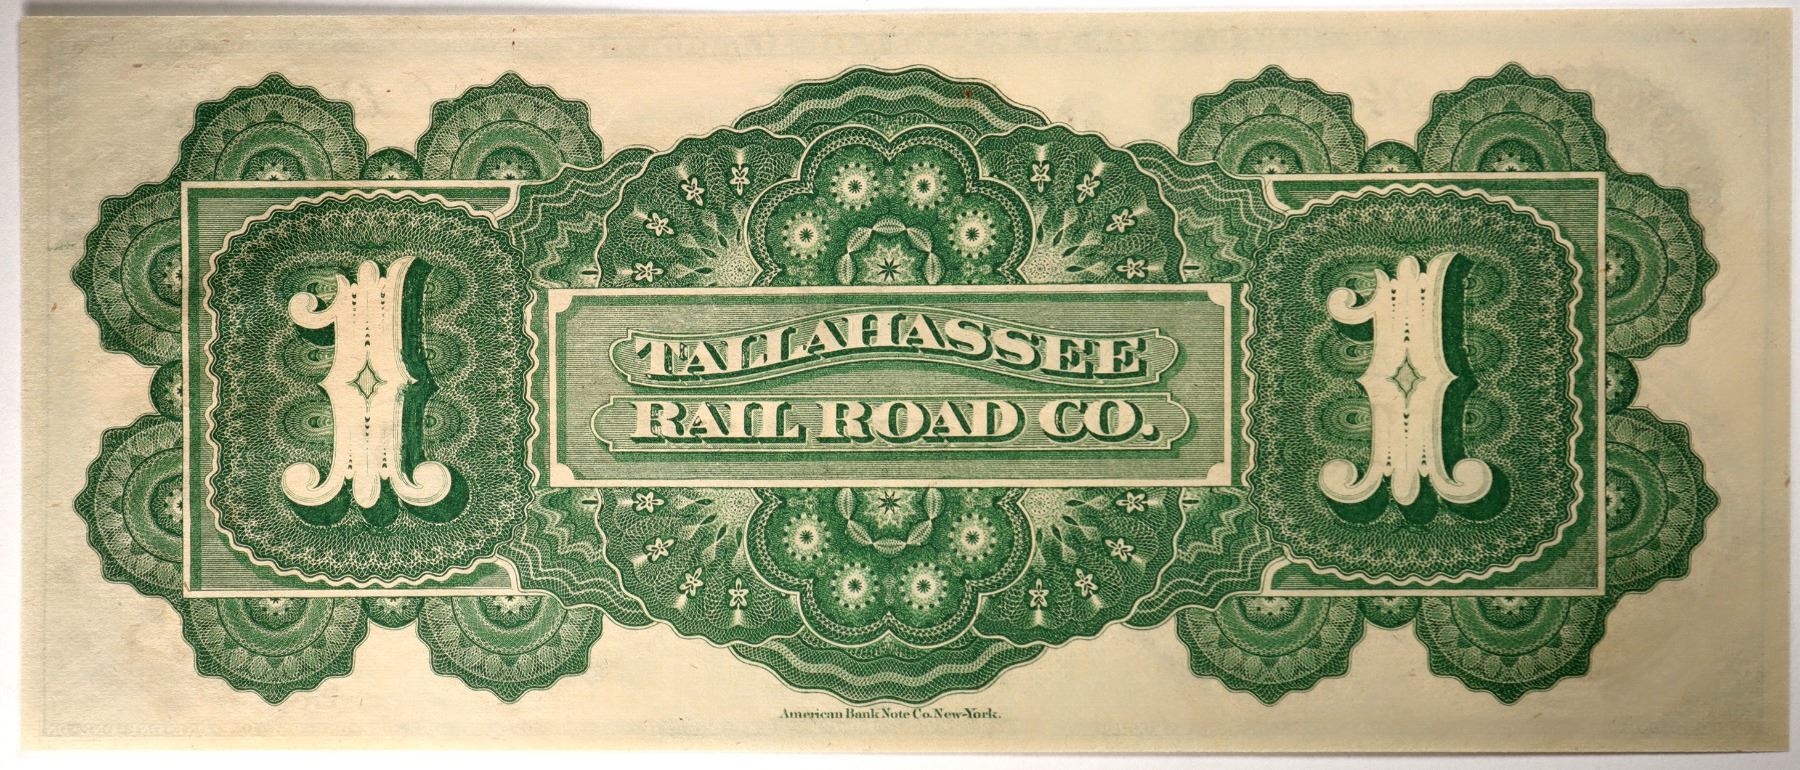 1
TALLAHASSEE
RAIL ROAD CO.
1
American Bank Note Co. New-York.